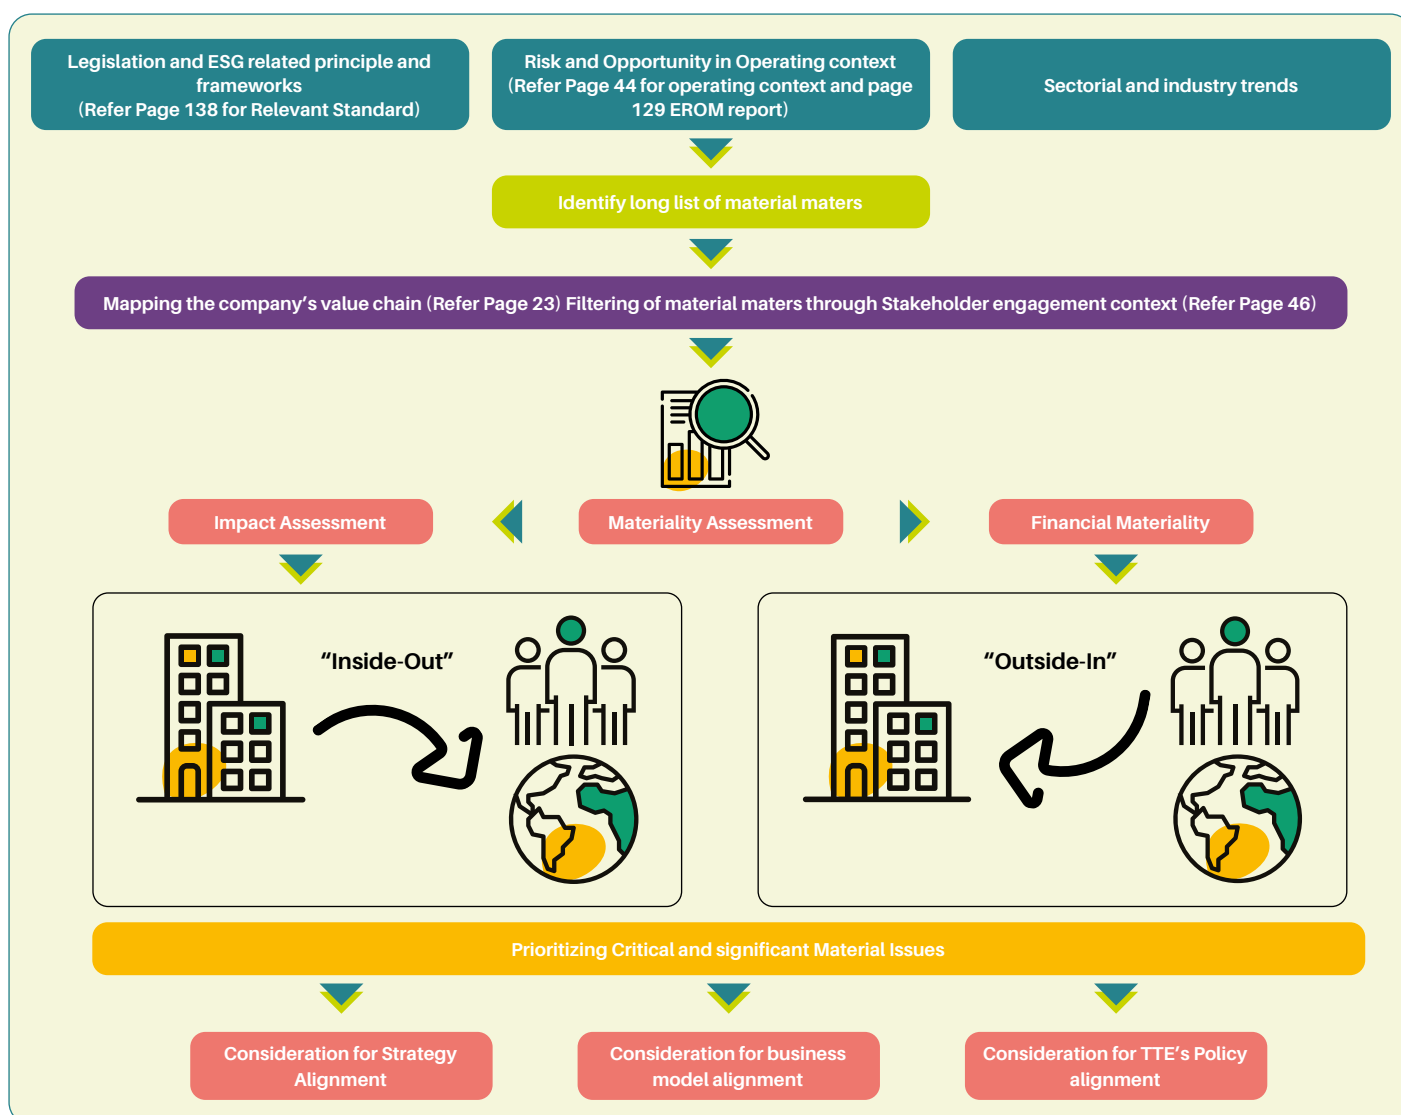 Legislation and ESG related principle and
frameworks
(Refer Page 138 for Relevant Standard)
Risk and Opportunity in Operating context
(Refer Page 44 for operating context and page
129 EROM report)
Sectorial and industry trends
Identify long list of material maters
Mapping the company’s value chain (Refer Page 23) Filtering of material maters through Stakeholder engagement context (Refer Page 46)
Impact Assessment
Materiality Assessment
Financial Materiality
“Inside-Out”
“Outside-In”
Prioritizing Critical and significant Material Issues
Consideration for Strategy
Alignment
Consideration for business
model alignment
Consideration for TTE’s Policy
alignment